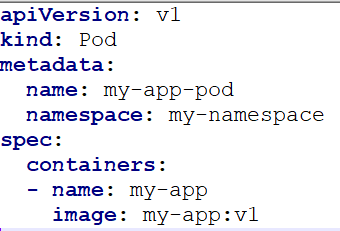 apiVersion: v1
kind: Pod
metadata:
  name: my-app-pod
  namespace: my-namespace
spec:
  containers:
  - name: my-app
    image: my-app:v1